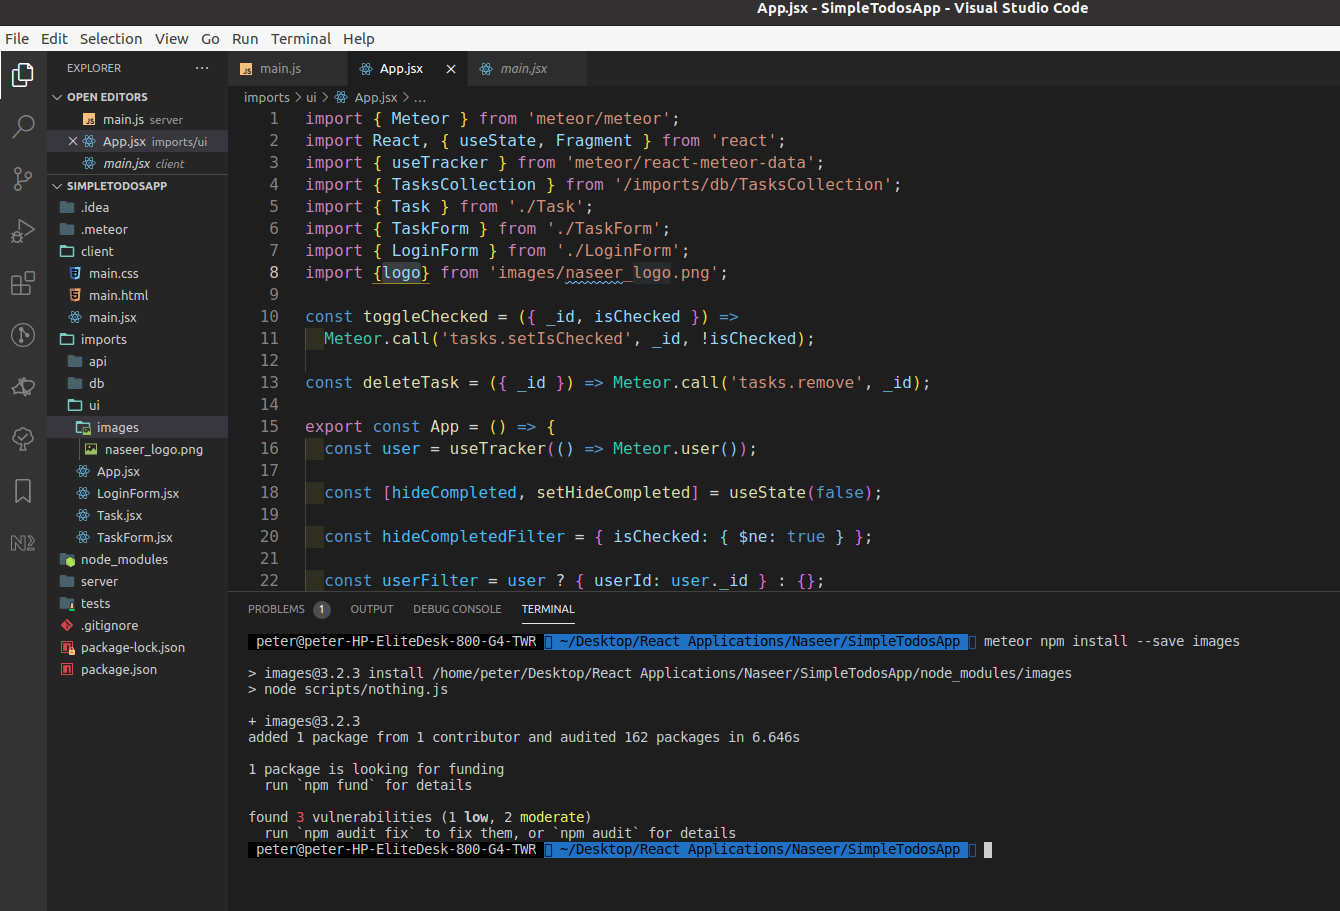 App.jsx - SimpleTodosApp - Visual Studio Code
File Edit Selection View Go Run Terminal Help
EXPLORER ···
OPEN EDITORS
main.js server
App.jsx imports/ui
main.jsx client
SIMPLETODOSAPP
.idea
.meteor
client
main.css
main.html
main.jsx
imports
api
db
ui
images
naseer_logo.png
App.jsx
LoginForm.jsx
Task.jsx
TaskForm.jsx
node_modules
server
tests
.gitignore
package-lock.json
package.json
main.js App.jsx main.jsx
imports > ui > App.jsx > ...
1 import { Meteor } from 'meteor/meteor';
2 import React, { useState, Fragment } from 'react';
3 import { useTracker } from 'meteor/react-meteor-data';
4 import { TasksCollection } from '/imports/db/TasksCollection';
5 import { Task } from './Task';
6 import { TaskForm } from './TaskForm';
7 import { LoginForm } from './LoginForm';
8 import {logo} from 'images/naseer_logo.png';
9
10 const toggleChecked = ({ _id, isChecked }) =>
11 Meteor.call('tasks.setIsChecked', _id, !isChecked);
12
13 const deleteTask = ({ _id }) => Meteor.call('tasks.remove', _id);
14
15 export const App = () => {
16 const user = useTracker(() => Meteor.user());
17
18 const [hideCompleted, setHideCompleted] = useState(false);
19
20 const hideCompletedFilter = { isChecked: { $ne: true } };
21
22 const userFilter = user ? { userId: user._id } : {};
PROBLEMS 1 OUTPUT DEBUG CONSOLE TERMINAL
peter@peter-HP-EliteDesk-800-G4-TWR ~/Desktop/React Applications/Naseer/SimpleTodosApp meteor npm install --save images
> images@3.2.3 install /home/peter/Desktop/React Applications/Naseer/SimpleTodosApp/node_modules/images
> node scripts/nothing.js
+ images@3.2.3
added 1 package from 1 contributor and audited 162 packages in 6.646s
1 package is looking for funding
run `npm fund` for details
found 3 vulnerabilities (1 low, 2 moderate)
run `npm audit fix` to fix them, or `npm audit` for details
peter@peter-HP-EliteDesk-800-G4-TWR ~/Desktop/React Applications/Naseer/SimpleTodosApp